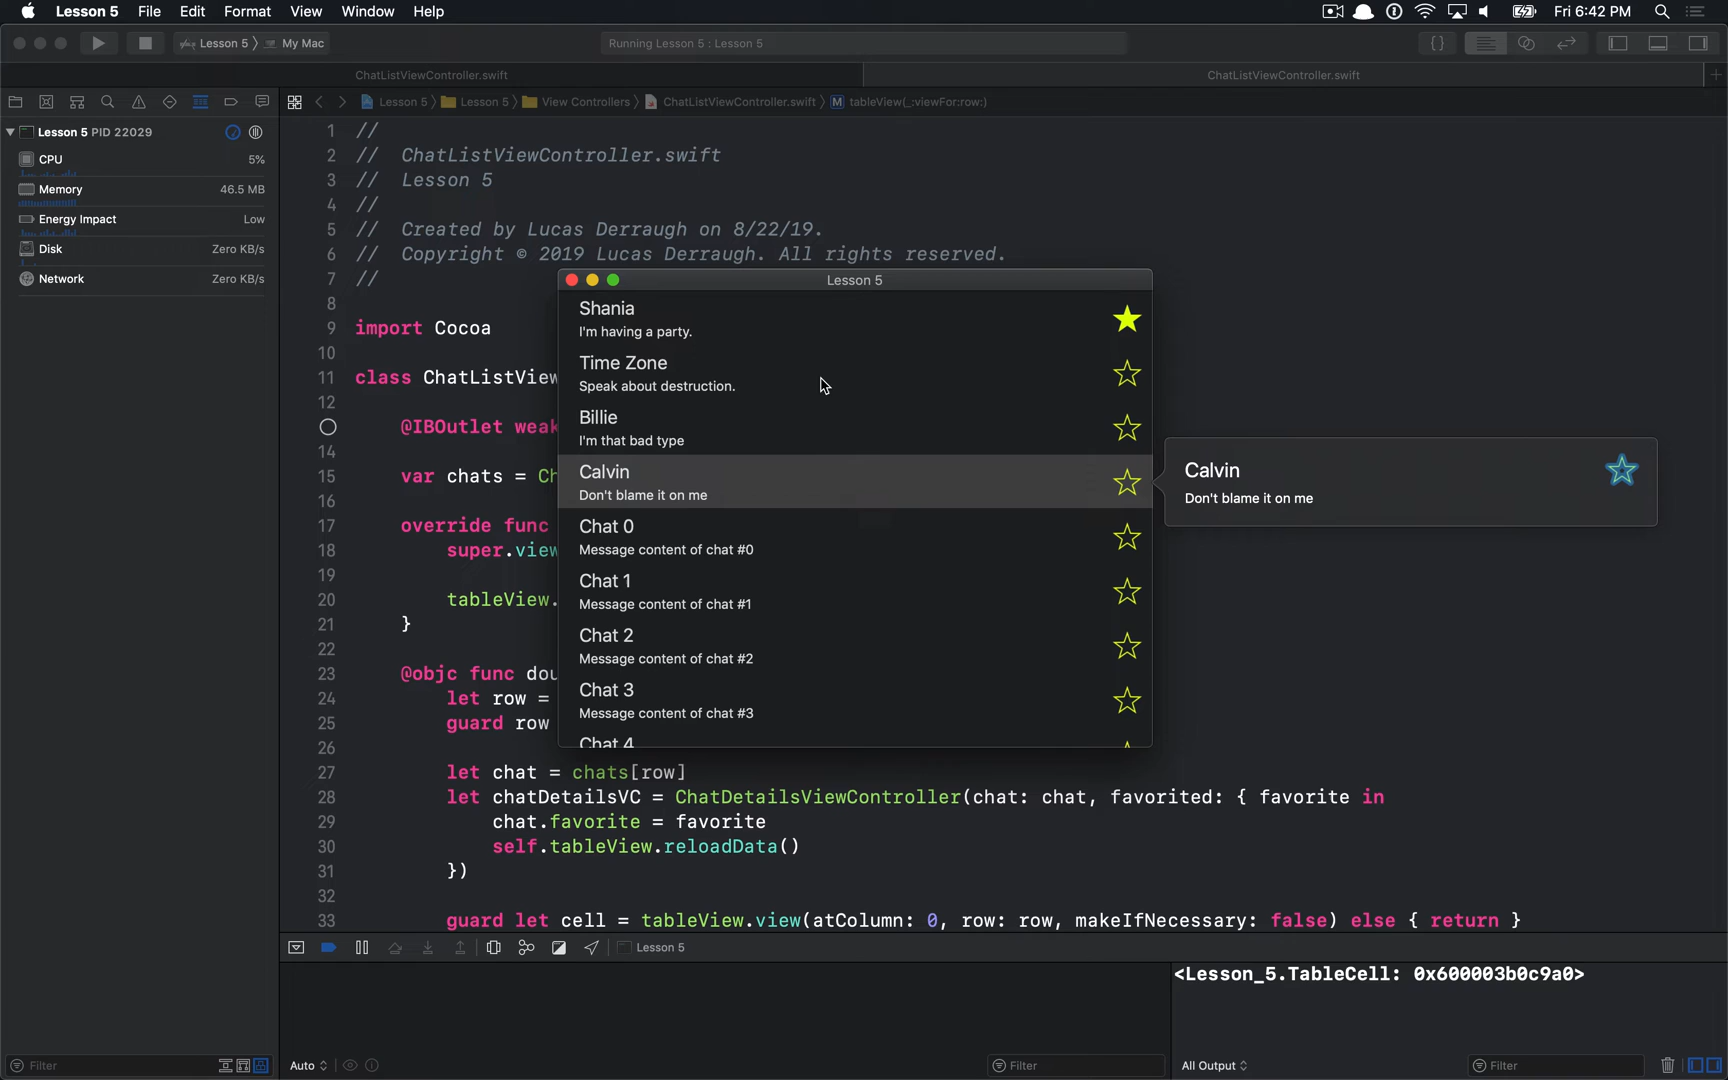 Lesson 5 File Edit Format View Window Help
Fri 6:42 PM
Lesson 5 My Mac
Running Lesson 5 : Lesson 5
{ }
ChatListViewController.swift
ChatListViewController.swift
Lesson 5 Lesson 5 View Controllers ChatListViewController.swift M tableView(_:viewFor:row:)
Lesson 5 PID 22029
CPU 5%
Memory 46.5 MB
Energy Impact Low
Disk Zero KB/s
Network Zero KB/s
1 //
2 // ChatListViewController.swift
3 // Lesson 5
4 //
5 // Created by Lucas Derraugh on 8/22/19.
6 // Copyright © 2019 Lucas Derraugh. All rights reserved.
7 //
8
9 import Cocoa
10
11 class ChatListView
12
@IBOutlet weak
14
15 var chats = Ch
16
17 override func
18 super.view
19
20 tableView.
21 }
22
23 @objc func dou
24 let row =
25 guard row
26
27 let chat = chats[row]
28 let chatDetailsVC = ChatDetailsViewController(chat: chat, favorited: { favorite in
29 chat.favorite = favorite
30 self.tableView.reloadData()
31 })
32
33 guard let cell = tableView.view(atColumn: 0, row: row, makeIfNecessary: false) else { return }
Lesson 5
Shania
I'm having a party.
Time Zone
Speak about destruction.
Billie
I'm that bad type
Calvin
Don't blame it on me
Chat 0
Message content of chat #0
Chat 1
Message content of chat #1
Chat 2
Message content of chat #2
Chat 3
Message content of chat #3
Chat 4
Calvin
Don't blame it on me
Lesson 5
<Lesson_5.TableCell: 0x600003b0c9a0>
Filter
Auto
Filter
All Output
Filter